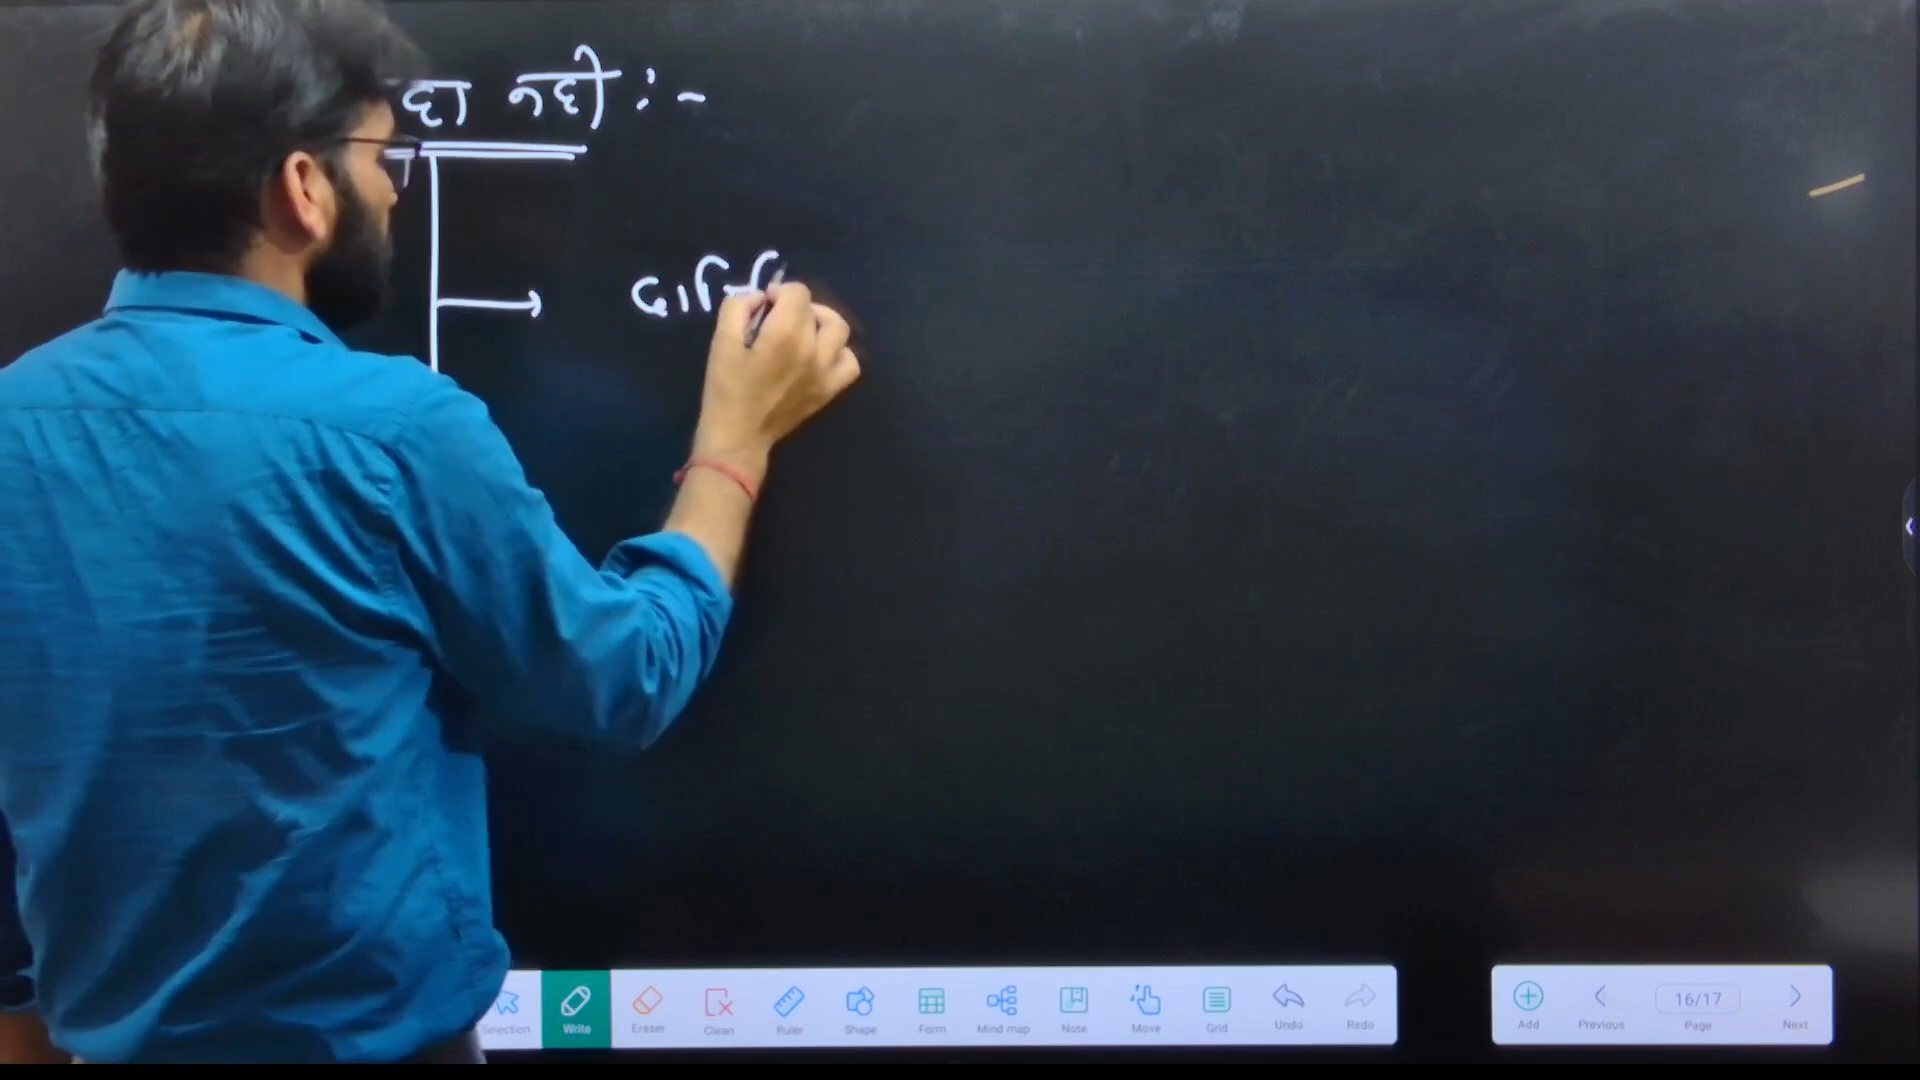 नदी :-
Selection Write Eraser Clean Ruler Shape Form Mind map Note Move Grid Undo Redo
Add Previous 16/17 Page Next